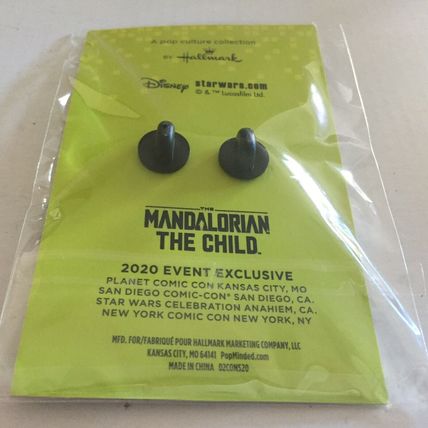 A pop culture collection
BY Hallmark
Disney starwars.com
© & ™ Lucasfilm Ltd.
THE
MANDALORIAN
THE CHILD™
2020 EVENT EXCLUSIVE
PLANET COMIC CON KANSAS CITY, MO
SAN DIEGO COMIC-CON® SAN DIEGO, CA.
STAR WARS CELEBRATION ANAHIEM, CA.
NEW YORK COMIC CON NEW YORK, NY
MFD. FOR/FABRIQUÉ POUR HALLMARK MARKETING COMPANY, LLC
KANSAS CITY, MO 64141 PopMinded.com
MADE IN CHINA 02CONS20